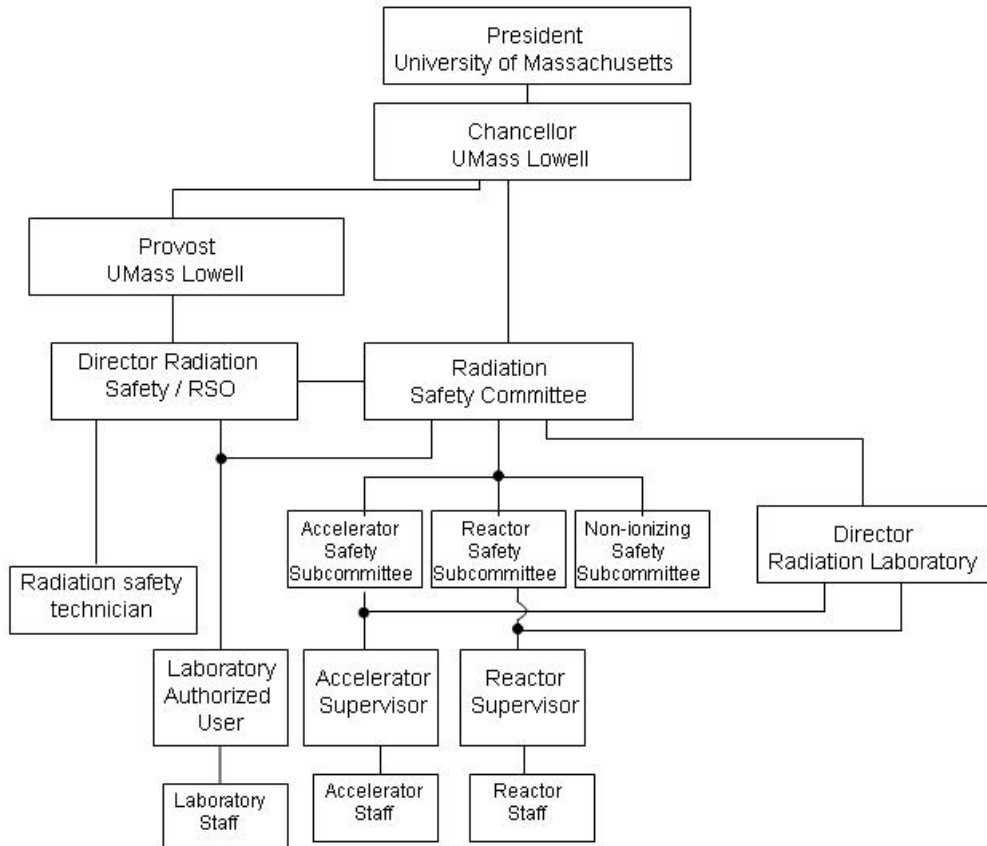 President
University of Massachusetts
Chancellor
UMass Lowell
Provost
UMass Lowell
Director Radiation
Safety / RSO
Radiation
Safety Committee
Accelerator
Safety
Subcommittee
Reactor
Safety
Subcommittee
Non-ionizing
Safety
Subcommittee
Director
Radiation Laboratory
Radiation safety
technician
Laboratory
Authorized
User
Accelerator
Supervisor
Reactor
Supervisor
Laboratory
Staff
Accelerator
Staff
Reactor
Staff